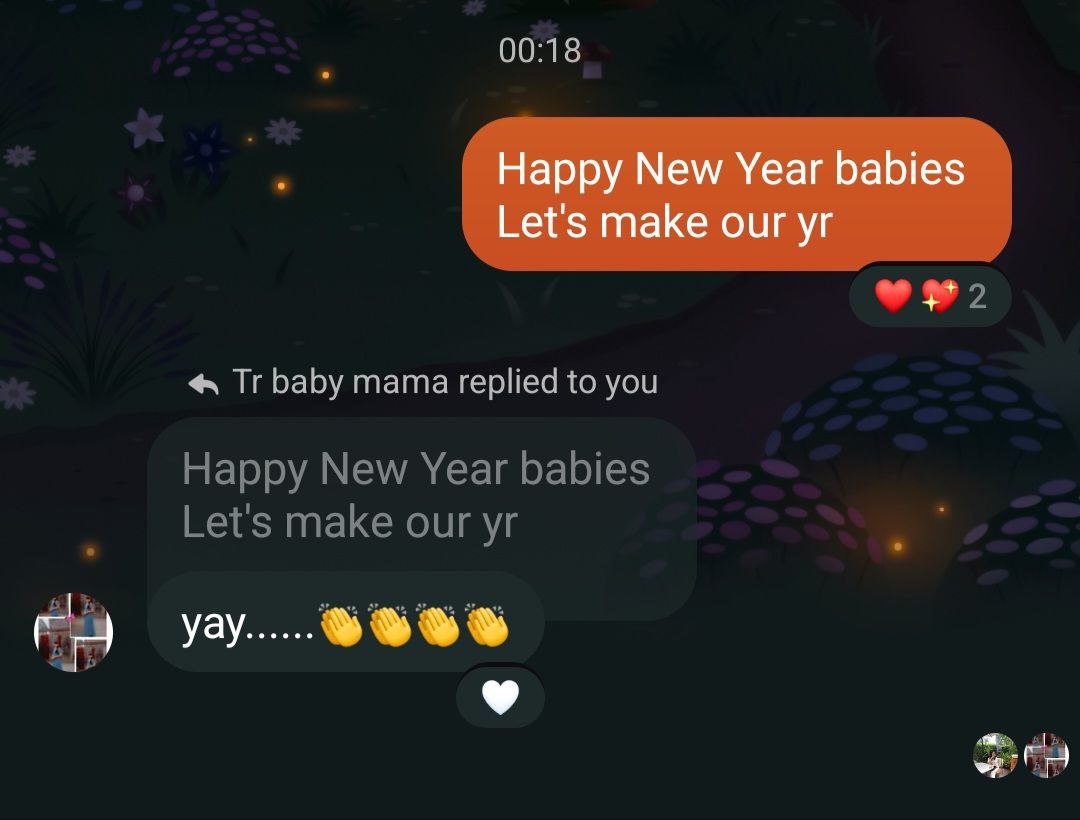 00:18
Happy New Year babies
Let's make our yr
❤️💖 2
Tr baby mama replied to you
Happy New Year babies
Let's make our yr
yay......👏👏👏👏
🤍